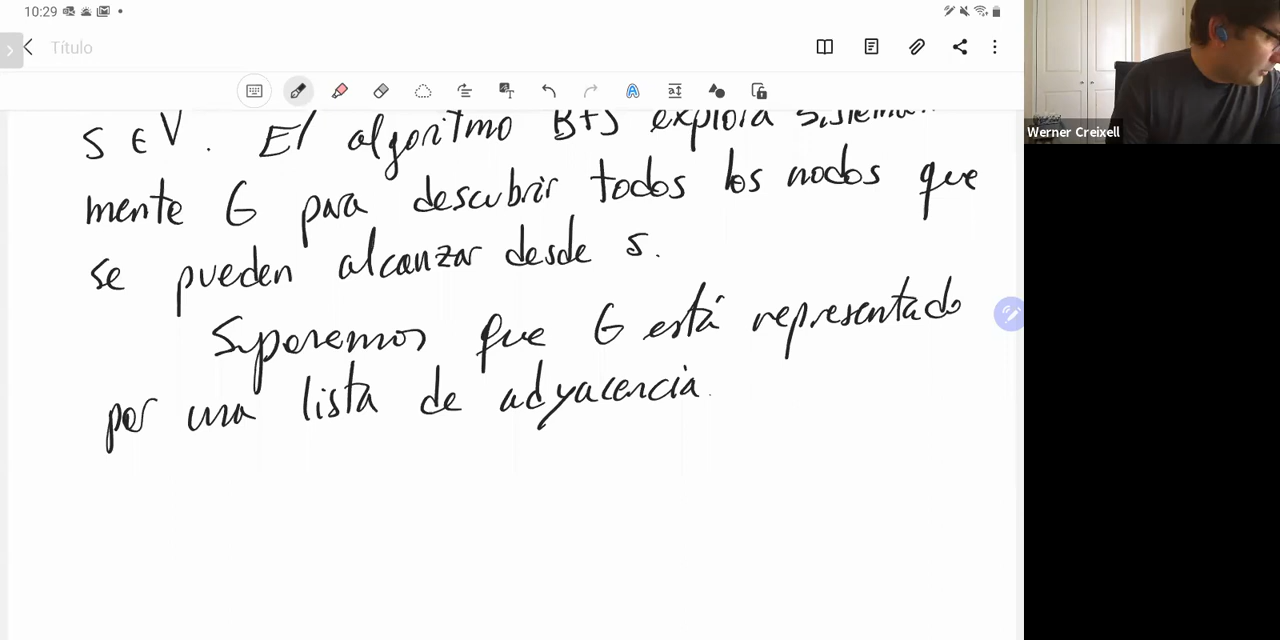 10:29
Título
Werner Creixell
s ∈ V. El algoritmo BFS explora sistemá
mente G para descubrir todos los nodos que
se pueden alcanzar desde s.
Suponemos que G está representado
por una lista de adyacencia.